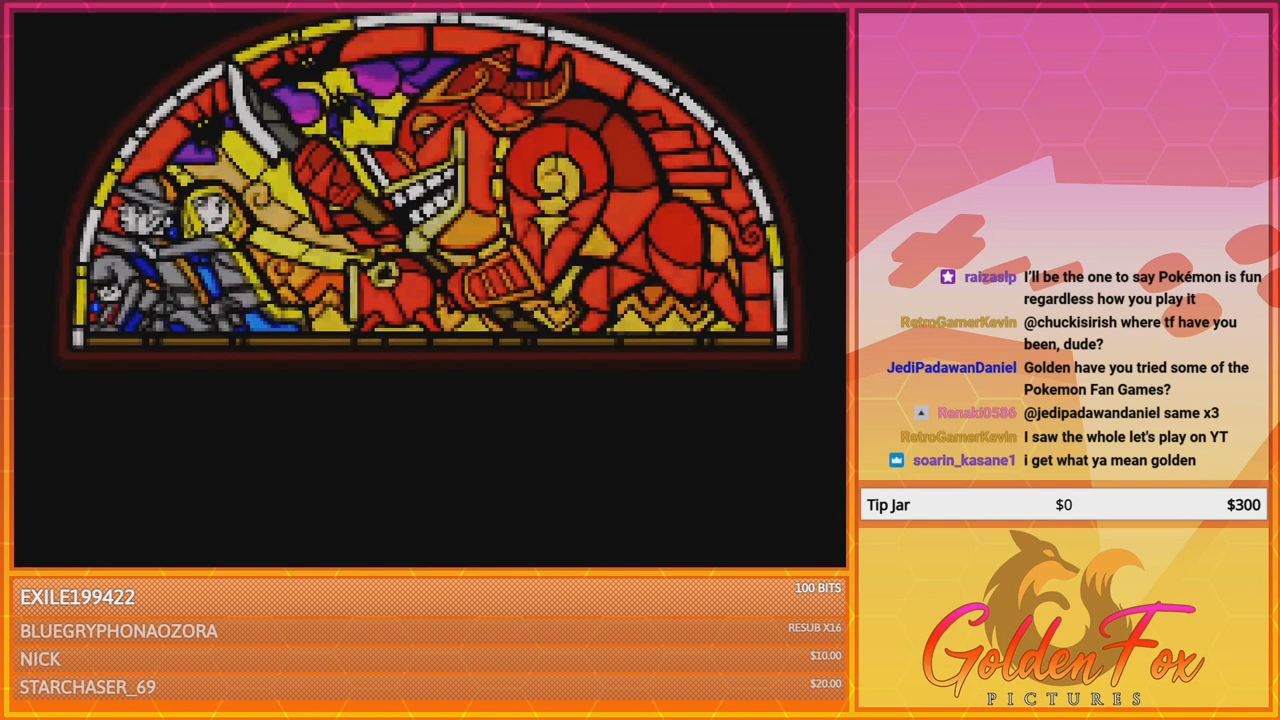 raizaslp I'll be the one to say Pokémon is fun
regardless how you play it
RetroGamerKevin @chuckisirish where tf have you
been, dude?
JediPadawanDaniel Golden have you tried some of the
Pokemon Fan Games?
Renaki0586 @jedipadawandaniel same x3
RetroGamerKevin I saw the whole let's play on YT
soarin_kasane1 i get what ya mean golden
Tip Jar $0 $300
EXILE199422 100 BITS
BLUEGRYPHONAOZORA RESUB X16
NICK $10.00
STARCHASER_69 $20.00
GoldenFox
PICTURES